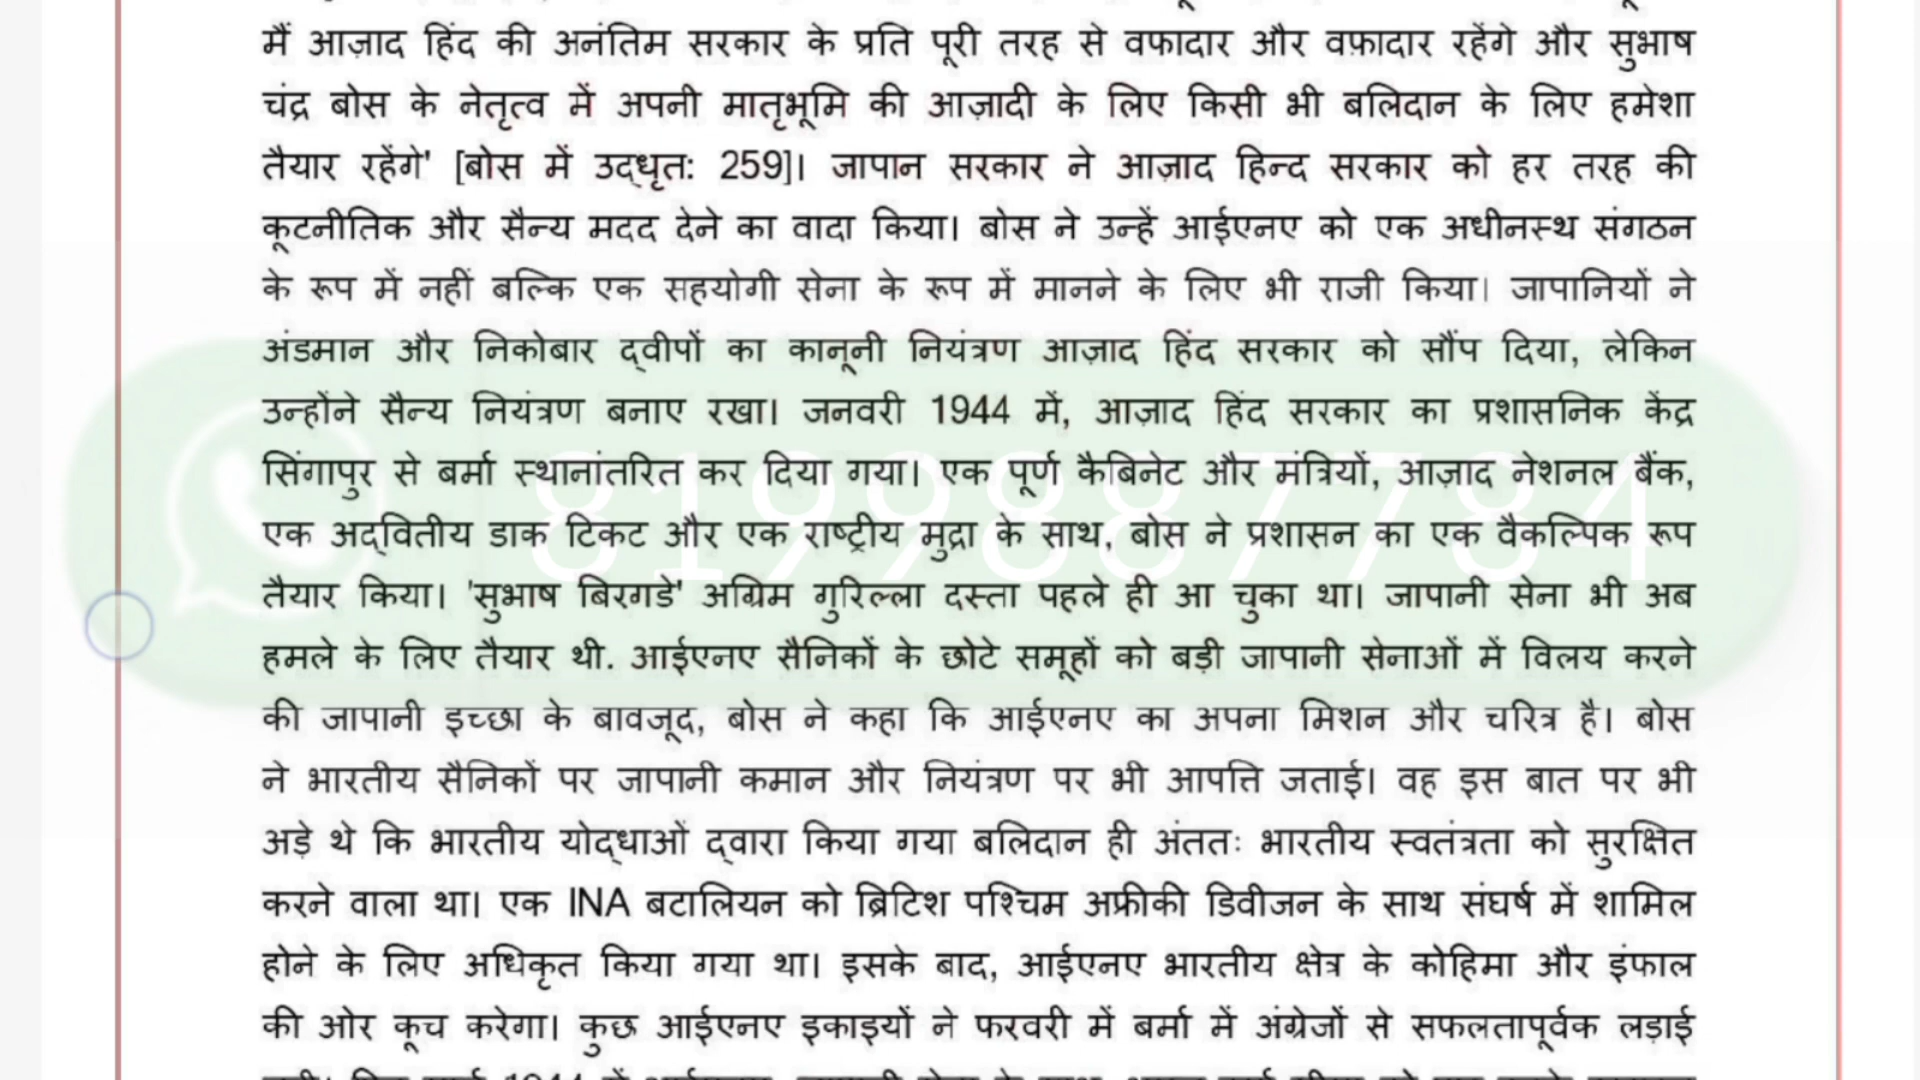 मैं आज़ाद हिंद की अनंतिम सरकार के प्रति पूरी तरह से वफादार और वफ़ादार रहेंगे और सुभाष
चंद्र बोस के नेतृत्व में अपनी मातृभूमि की आज़ादी के लिए किसी भी बलिदान के लिए हमेशा
तैयार रहेंगे' [बोस में उद्धृत: 259]। जापान सरकार ने आज़ाद हिन्द सरकार को हर तरह की
कूटनीतिक और सैन्य मदद देने का वादा किया। बोस ने उन्हें आईएनए को एक अधीनस्थ संगठन
के रूप में नहीं बल्कि एक सहयोगी सेना के रूप में मानने के लिए भी राजी किया। जापानियों ने
अंडमान और निकोबार द्वीपों का कानूनी नियंत्रण आज़ाद हिंद सरकार को सौंप दिया, लेकिन
उन्होंने सैन्य नियंत्रण बनाए रखा। जनवरी 1944 में, आज़ाद हिंद सरकार का प्रशासनिक केंद्र
सिंगापुर से बर्मा स्थानांतरित कर दिया गया। एक पूर्ण कैबिनेट और मंत्रियों, आज़ाद नेशनल बैंक,
8199887784
एक अद्वितीय डाक टिकट और एक राष्ट्रीय मुद्रा के साथ, बोस ने प्रशासन का एक वैकल्पिक रूप
तैयार किया। 'सुभाष बिरगडे' अग्रिम गुरिल्ला दस्ता पहले ही आ चुका था। जापानी सेना भी अब
हमले के लिए तैयार थी. आईएनए सैनिकों के छोटे समूहों को बड़ी जापानी सेनाओं में विलय करने
की जापानी इच्छा के बावजूद, बोस ने कहा कि आईएनए का अपना मिशन और चरित्र है। बोस
ने भारतीय सैनिकों पर जापानी कमान और नियंत्रण पर भी आपत्ति जताई। वह इस बात पर भी
अड़े थे कि भारतीय योद्धाओं द्वारा किया गया बलिदान ही अंततः भारतीय स्वतंत्रता को सुरक्षित
करने वाला था। एक INA बटालियन को ब्रिटिश पश्चिम अफ्रीकी डिवीजन के साथ संघर्ष में शामिल
होने के लिए अधिकृत किया गया था। इसके बाद, आईएनए भारतीय क्षेत्र के कोहिमा और इंफाल
की ओर कूच करेगा। कुछ आईएनए इकाइयों ने फरवरी में बर्मा में अंग्रेजों से सफलतापूर्वक लड़ाई